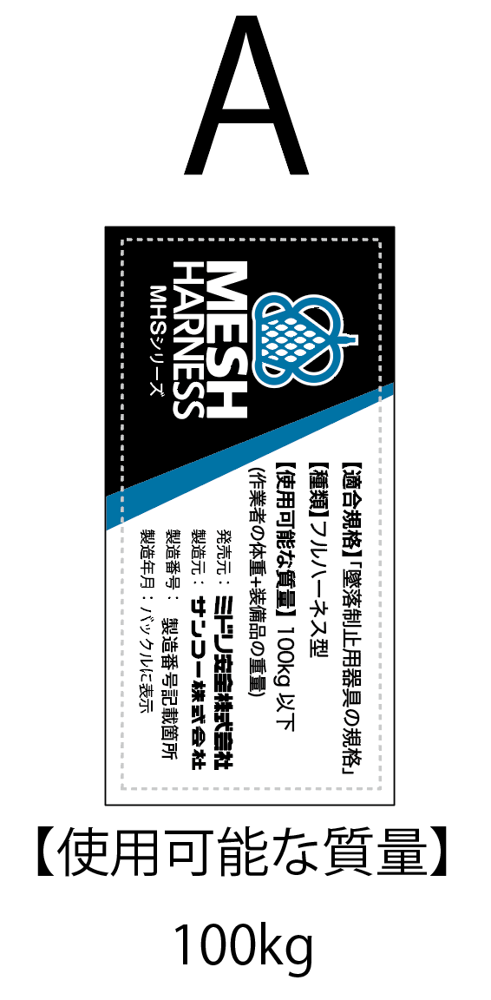 A
MESH
HARNESS
MHSシリーズ
【適合規格】「墜落制止用器具の規格」
【種類】フルハーネス型
【使用可能な質量】100kg 以下
(作業者の体重+装備品の重量)
発売元：ミドリ安全株式会社
製造元：サンコー株式会社
製造番号： 製造番号記載箇所
製造年月：バックルに表示
【使用可能な質量】
100kg